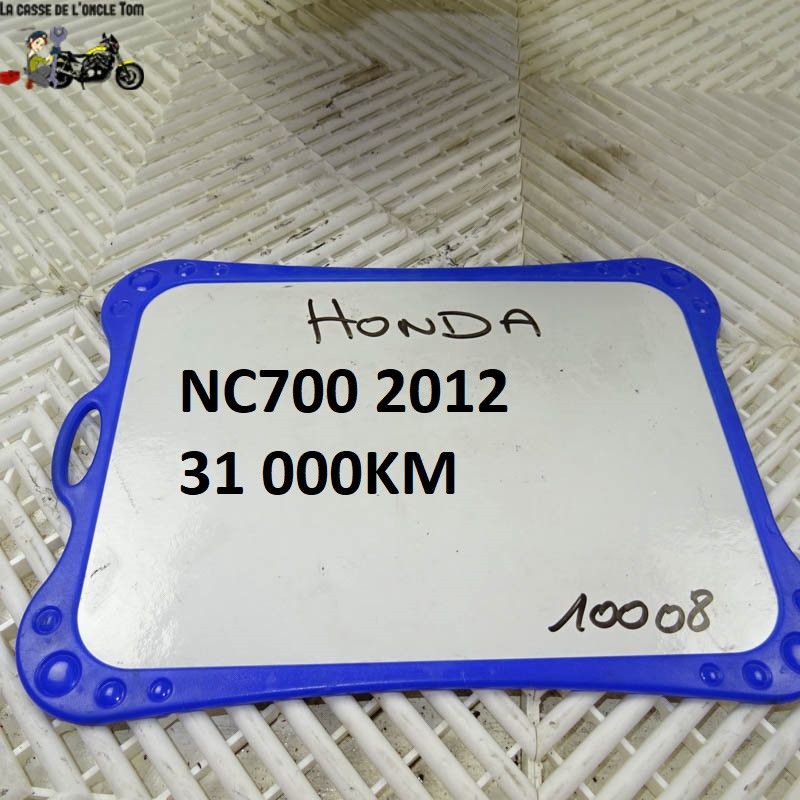 LA CASSE DE L'ONCLE TOM
HONDA
NC700 2012
31 000KM
10008